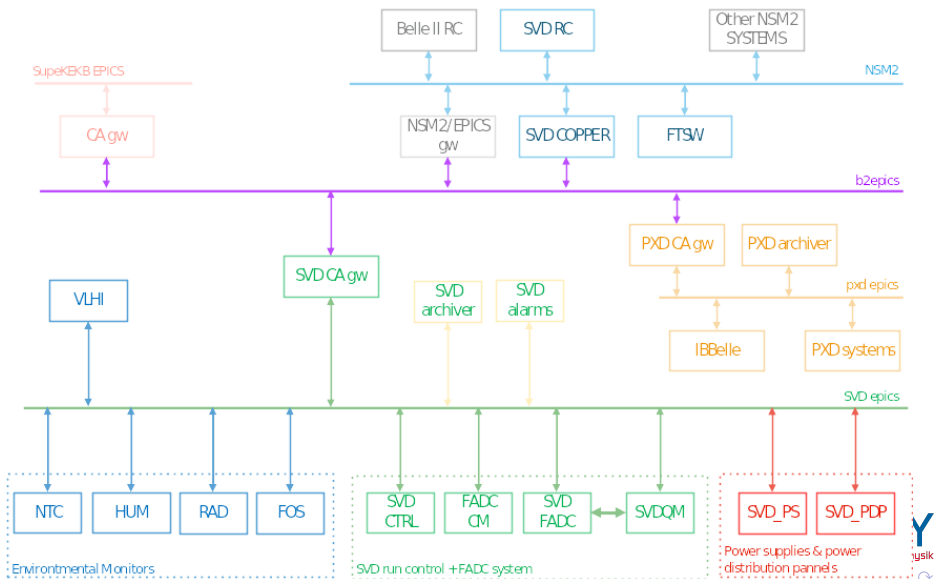 Belle II RC
SVD RC
Other NSM2
SYSTEMS
SupeKEKB EPICS
NSM2
CA gw
NSM2/EPICS
gw
SVD COPPER
FTSW
b2epics
PXD CA gw
PXD archiver
SVD CA gw
VLHI
SVD
archiver
SVD
alarms
pxd epics
IBBelle
PXD systems
SVD epics
NTC
HUM
RAD
FOS
SVD
CTRL
FADC
CM
SVD
FADC
SVDQM
SVD_PS
SVD_PDP
Y
ysik
Environtmental Monitors
SVD run control +FADC system
Power supplies & power
distribution pannels